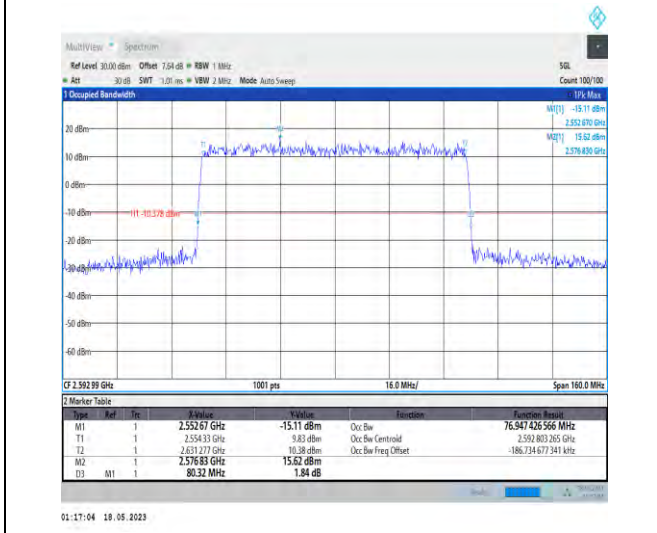 MultiView Spectrum
Ref Level 30.00 dBm Offset 7.64 dB RBW 1 MHz SGL
Att 30 dB SWT 1.01 ms VBW 2 MHz Mode Auto Sweep Count 100/100
1 Occupied Bandwidth 1Pk Max
M1[1] -15.11 dBm
2.552 670 GHz
M2[1] 15.62 dBm
2.576 830 GHz
20 dBm
10 dBm
0 dBm
-10 dBm
H1 -10.378 dBm
-20 dBm
-30 dBm
-40 dBm
-50 dBm
-60 dBm
T1
T2
M2
CF 2.592 99 GHz 1001 pts 16.0 MHz/ Span 160.0 MHz
2 Marker Table
Type Ref Trc X-Value Y-Value Function Function Result
M1 1 2.552 67 GHz -15.11 dBm Occ Bw 76.947 426 566 MHz
T1 1 2.554 33 GHz 9.83 dBm Occ Bw Centroid 2.592 803 265 GHz
T2 1 2.631 277 GHz 10.38 dBm Occ Bw Freq Offset -186.734 677 341 kHz
M2 1 2.576 83 GHz 15.62 dBm
D3 M1 1 80.32 MHz 1.84 dB
01:17:04 18.05.2023